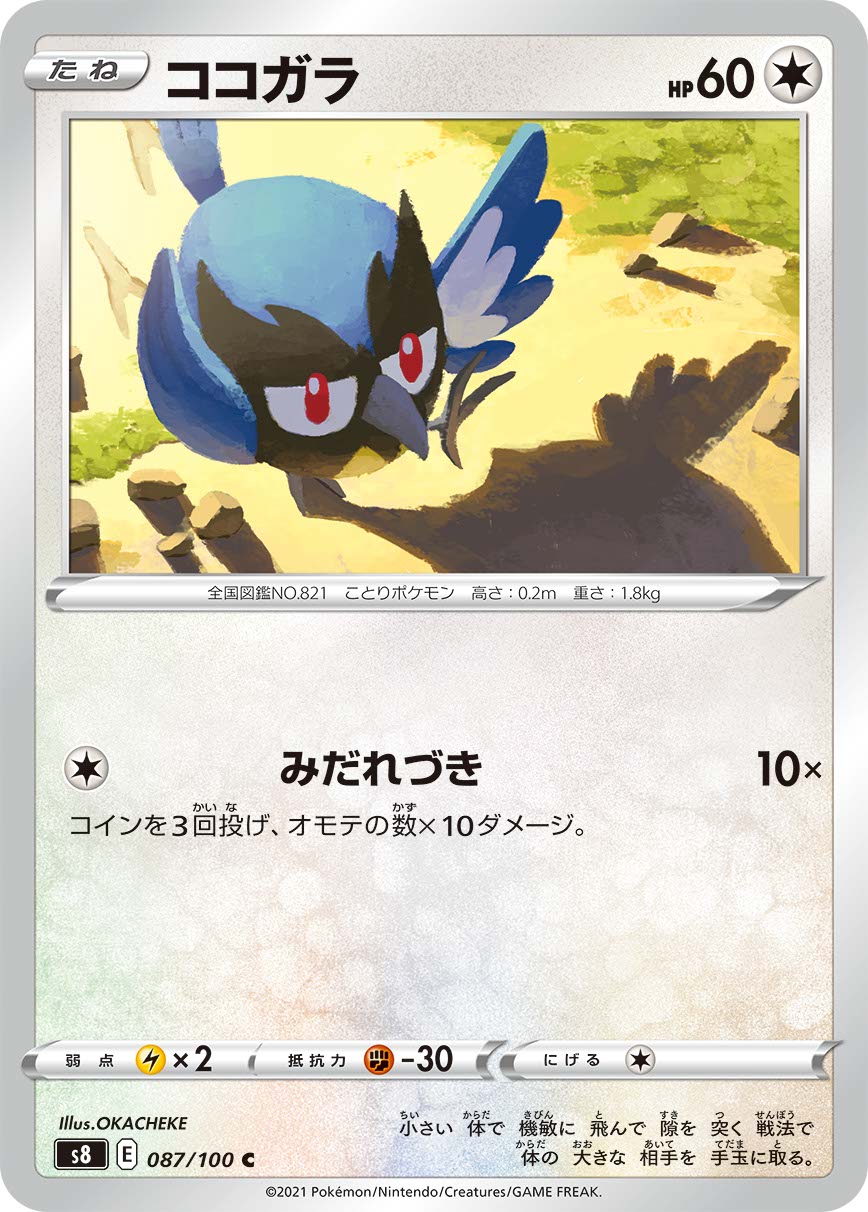 たね ココガラ HP60
全国図鑑NO.821 ことりポケモン 高さ:0.2m 重さ:1.8kg
みだれづき 10×
コインを3回投げ、オモテの数×10ダメージ。
弱点 ×2 抵抗力 -30 にげる
Illus.OKACHEKE
s8 E 087/100 C
小さい 体で 機敏に 飛んで 隙を 突く 戦法で
体の 大きな 相手を 手玉に取る。
©2021 Pokémon/Nintendo/Creatures/GAME FREAK.